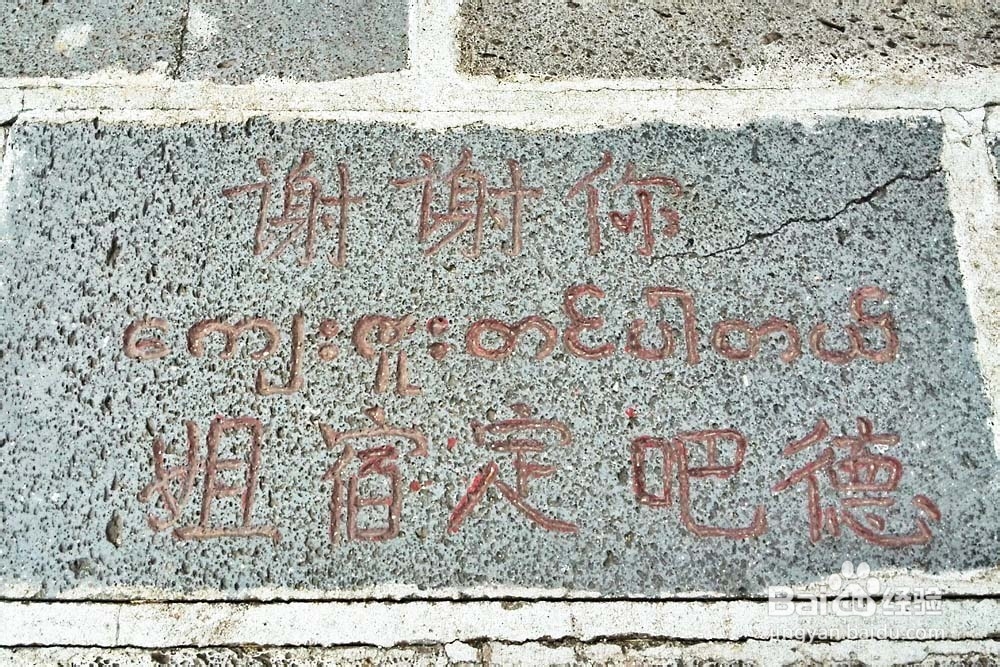 谢谢你
ကျေးဇူးတင်ပါတယ်
姐宿定吧德
Baidu经验
jingyan.baidu.com